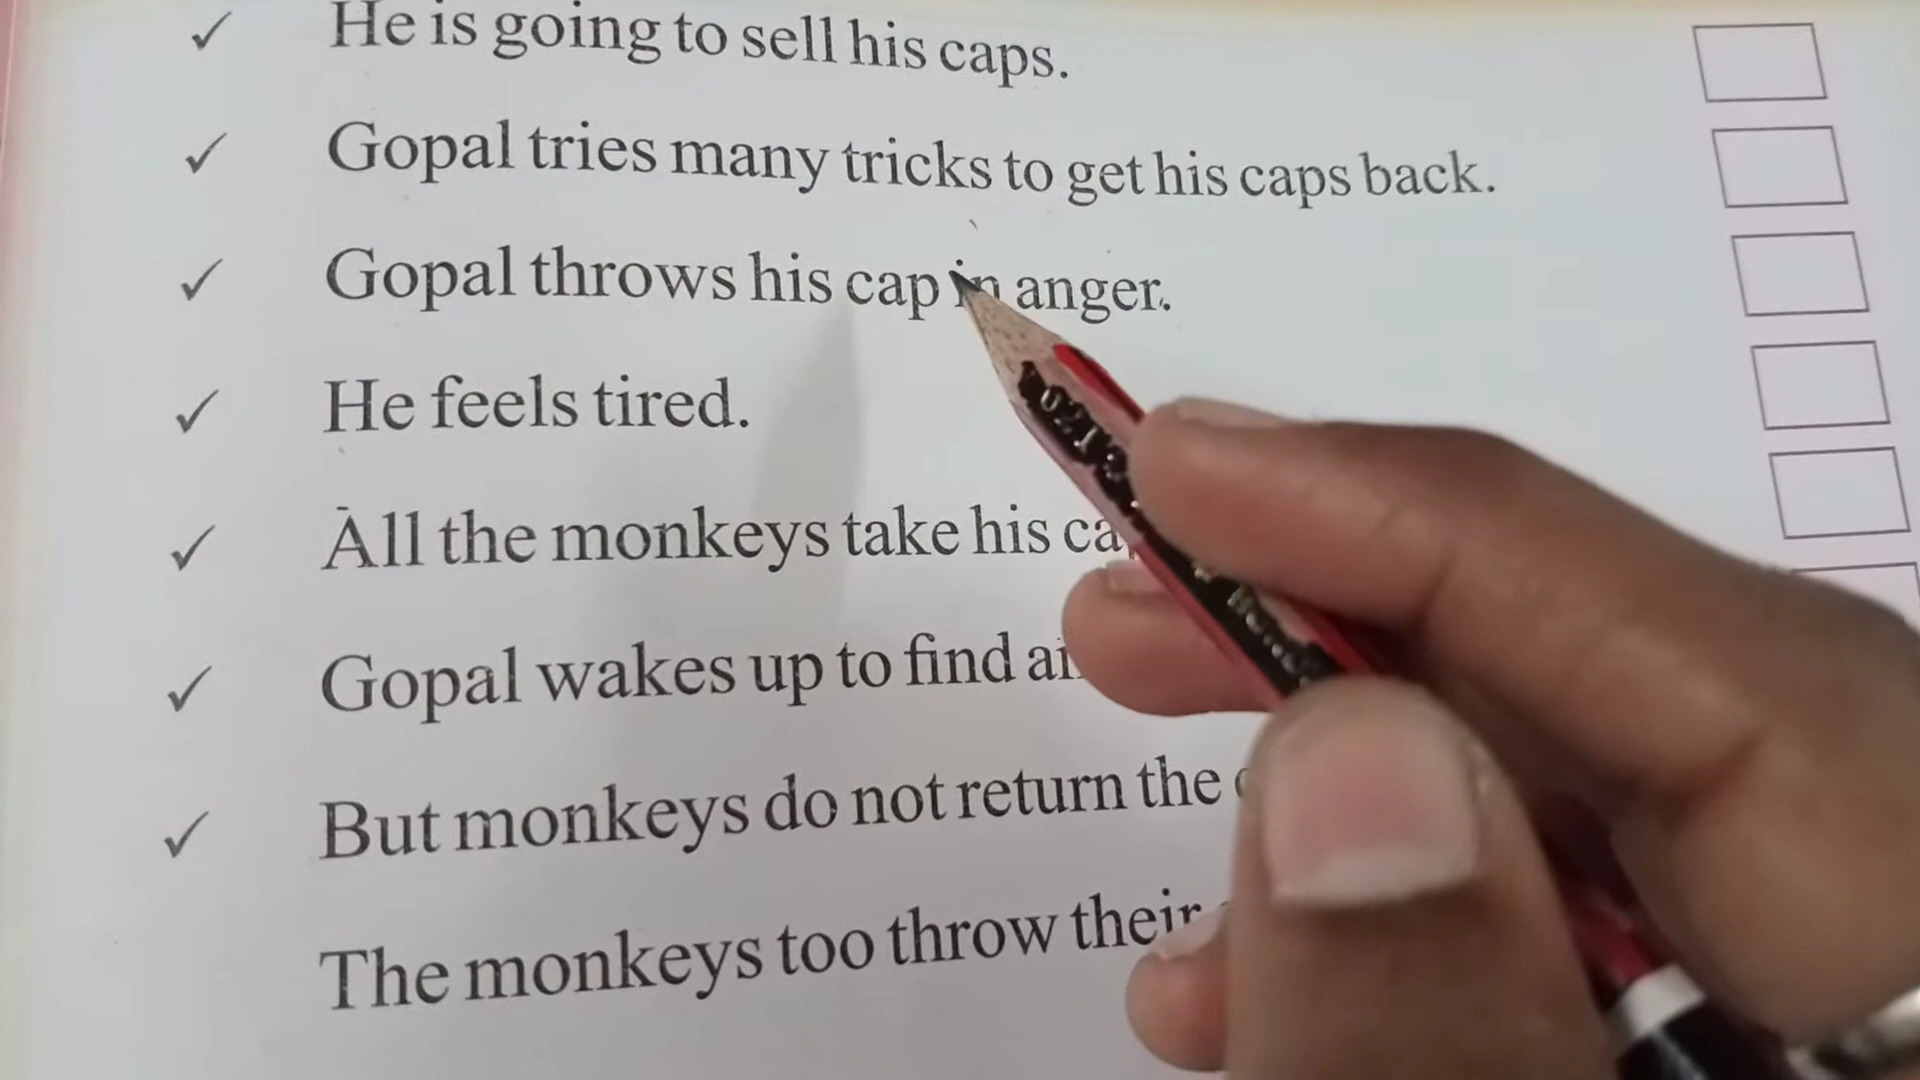 ✓ He is going to sell his caps.
✓ Gopal tries many tricks to get his caps back.
✓ Gopal throws his cap in anger.
✓ He feels tired.
✓ All the monkeys take his
✓ Gopal wakes up to find
✓ But monkeys do not return the
The monkeys too throw their